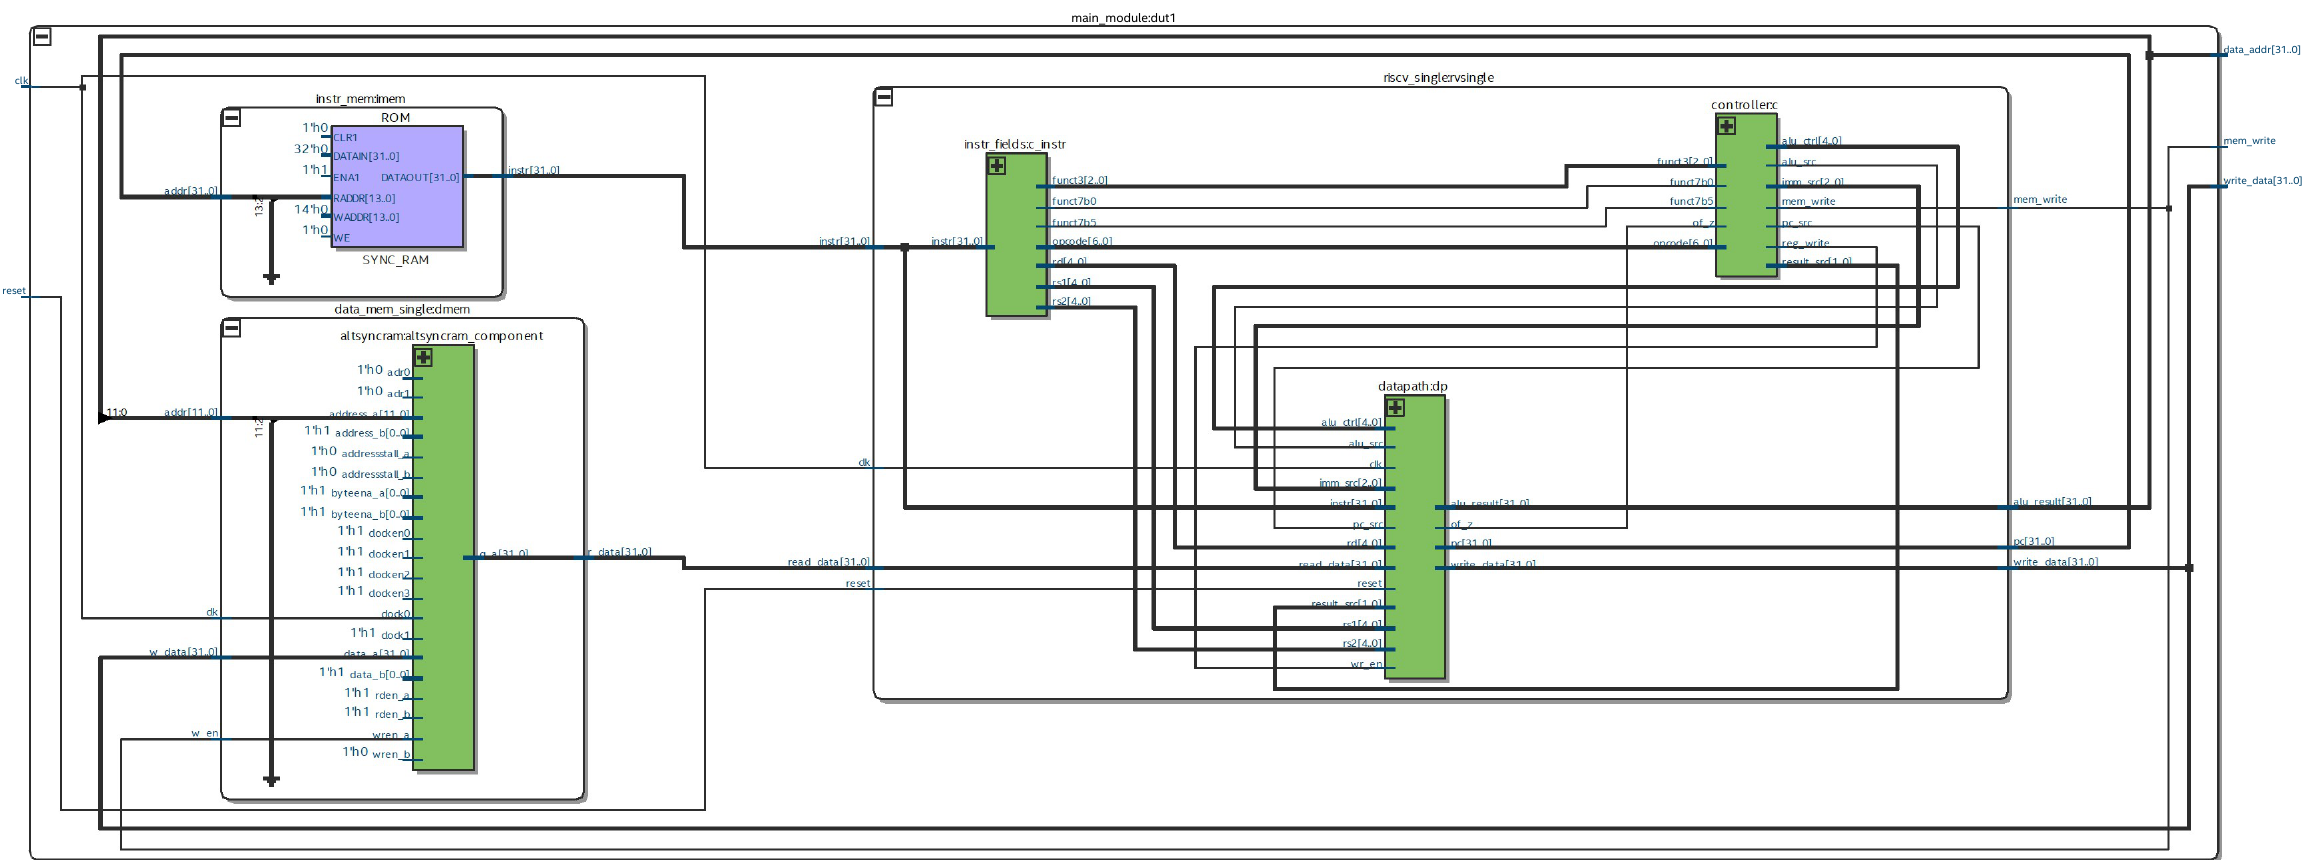 main_module:dut1
clk
reset
instr_mem:imem
ROM
1'h0 CLR1
32'h0 DATAIN[31..0]
1'h1 ENA1 DATAOUT[31..0] instr[31..0]
addr[31..0] RADDR[13..0]
14'h0 WADDR[13..0]
1'h0 WE
SYNC_RAM
data_mem_single:dmem
altsyncram:altsyncram_component
1'h0 adr0
1'h0 adr1
11:0 addr[11..0] address_a[11..0]
1'h1 address_b[0..0]
1'h0 addressstall_a
1'h0 addressstall_b
1'h1 byteena_a[0..0]
1'h1 byteena_b[0..0]
1'h1 clocken0
1'h1 clocken1
q_a[31..0] r_data[31..0]
1'h1 clocken2
1'h1 clocken3
clk clock0
1'h1 clock1
w_data[31..0] data_a[31..0]
1'h1 data_b[0..0]
1'h1 rden_a
1'h1 rden_b
w_en wren_a
1'h0 wren_b
riscv_single:rvsingle
instr[31..0]
clk
read_data[31..0]
reset
instr_fields:c_instr
funct3[2..0]
funct7b0
funct7b5
instr[31..0] opcode[6..0]
rd[4..0]
rs1[4..0]
rs2[4..0]
controller:c
alu_ctrl[4..0]
funct3[2..0] alu_src
funct7b0 imm_src[2..0]
funct7b5 mem_write
of_z pc_src
opcode[6..0] reg_write
result_src[1..0]
datapath:dp
alu_ctrl[4..0]
alu_src
clk
imm_src[2..0]
instr[31..0] alu_result[31..0]
pc_src of_z
rd[4..0] pc[31..0]
read_data[31..0] write_data[31..0]
reset
result_src[1..0]
rs1[4..0]
rs2[4..0]
wr_en
mem_write
alu_result[31..0]
pc[31..0]
write_data[31..0]
data_addr[31..0]
mem_write
write_data[31..0]